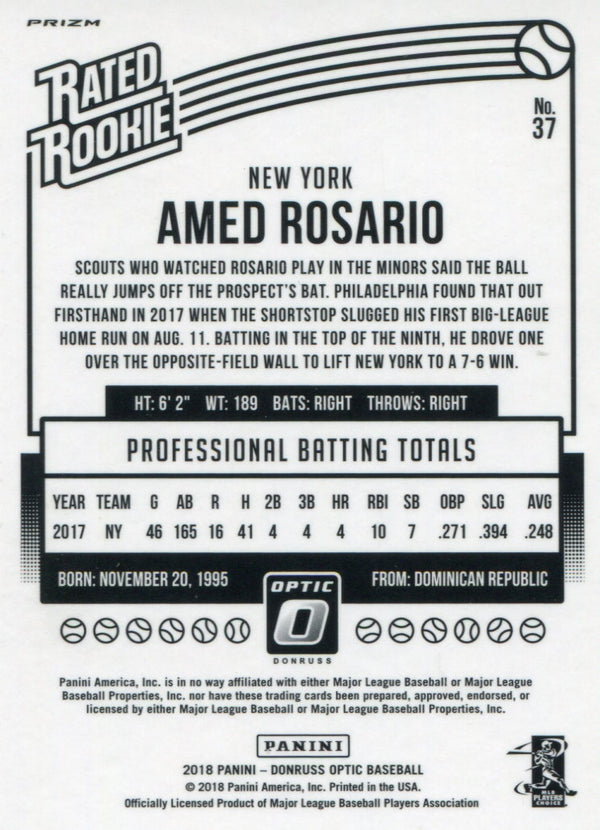 PRIZM
RATED
ROOKIE
No.
37
NEW YORK
AMED ROSARIO
SCOUTS WHO WATCHED ROSARIO PLAY IN THE MINORS SAID THE BALL
REALLY JUMPS OFF THE PROSPECT'S BAT. PHILADELPHIA FOUND THAT OUT
FIRSTHAND IN 2017 WHEN THE SHORTSTOP SLUGGED HIS FIRST BIG-LEAGUE
HOME RUN ON AUG. 11. BATTING IN THE TOP OF THE NINTH, HE DROVE ONE
OVER THE OPPOSITE-FIELD WALL TO LIFT NEW YORK TO A 7-6 WIN.
HT: 6' 2" WT: 189 BATS: RIGHT THROWS: RIGHT
PROFESSIONAL BATTING TOTALS
YEAR TEAM G AB R H 2B 3B HR RBI SB OBP SLG AVG
2017 NY 46 165 16 41 4 4 4 10 7 .271 .394 .248
BORN: NOVEMBER 20, 1995 FROM: DOMINICAN REPUBLIC
OPTIC
O
DONRUSS
Panini America, Inc. is in no way affiliated with either Major League Baseball or Major League
Baseball Properties, Inc. nor have these trading cards been prepared, approved, endorsed, or
licensed by either Major League Baseball or Major League Baseball Properties, Inc.
PANINI
2018 PANINI – DONRUSS OPTIC BASEBALL
© 2018 Panini America, Inc. Printed in the USA.
Officially Licensed Product of Major League Baseball Players Association
MLB
PLAYERS
CHOICE